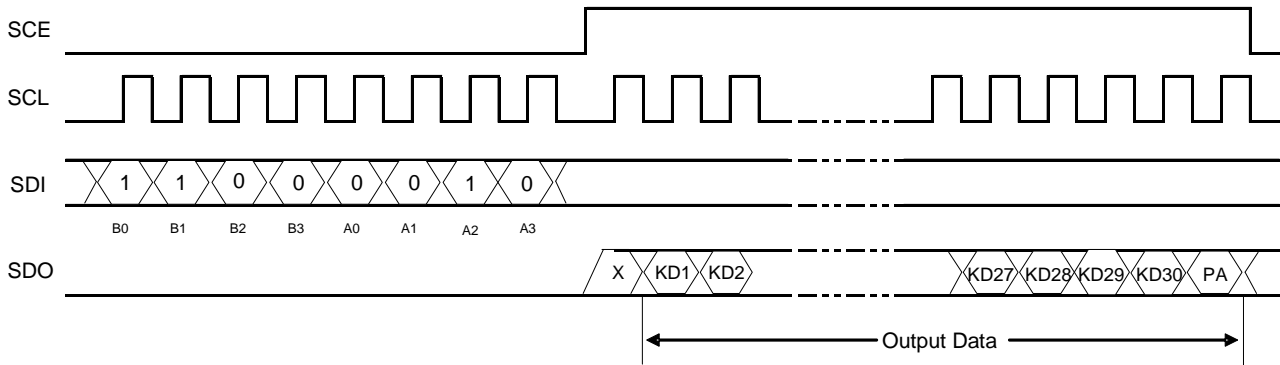 SCE
SCL
SDI 1 1 0 0 0 0 1 0
B0 B1 B2 B3 A0 A1 A2 A3
SDO X KD1 KD2 KD27 KD28 KD29 KD30 PA
Output Data